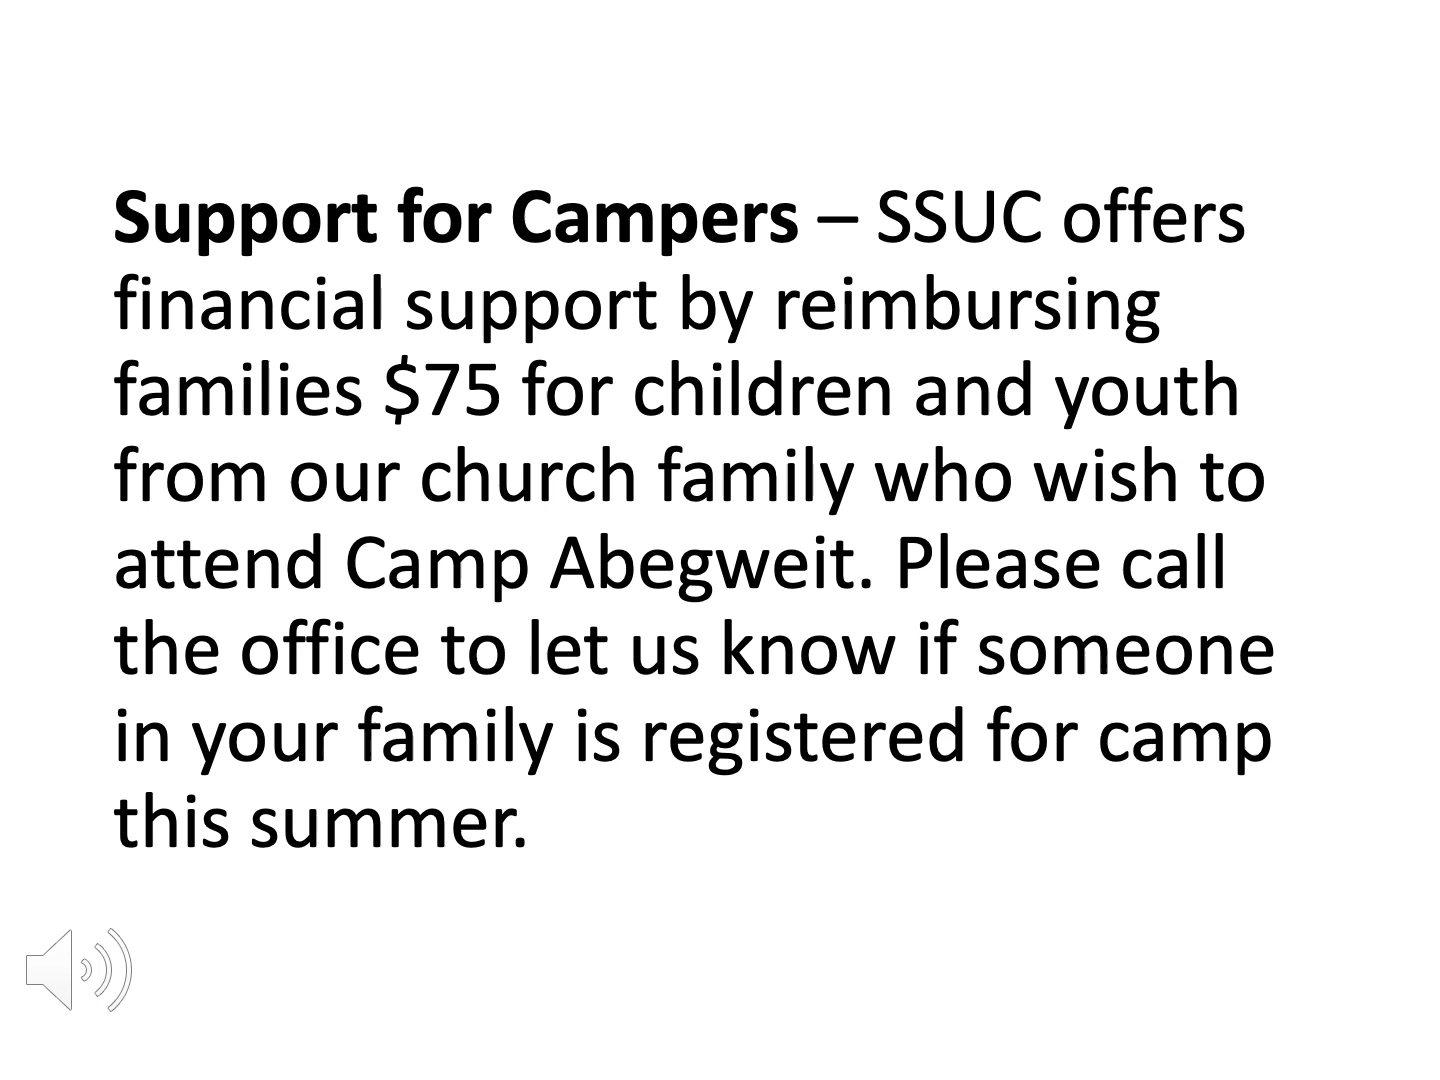 Support for Campers – SSUC offers
financial support by reimbursing
families $75 for children and youth
from our church family who wish to
attend Camp Abegweit. Please call
the office to let us know if someone
in your family is registered for camp
this summer.